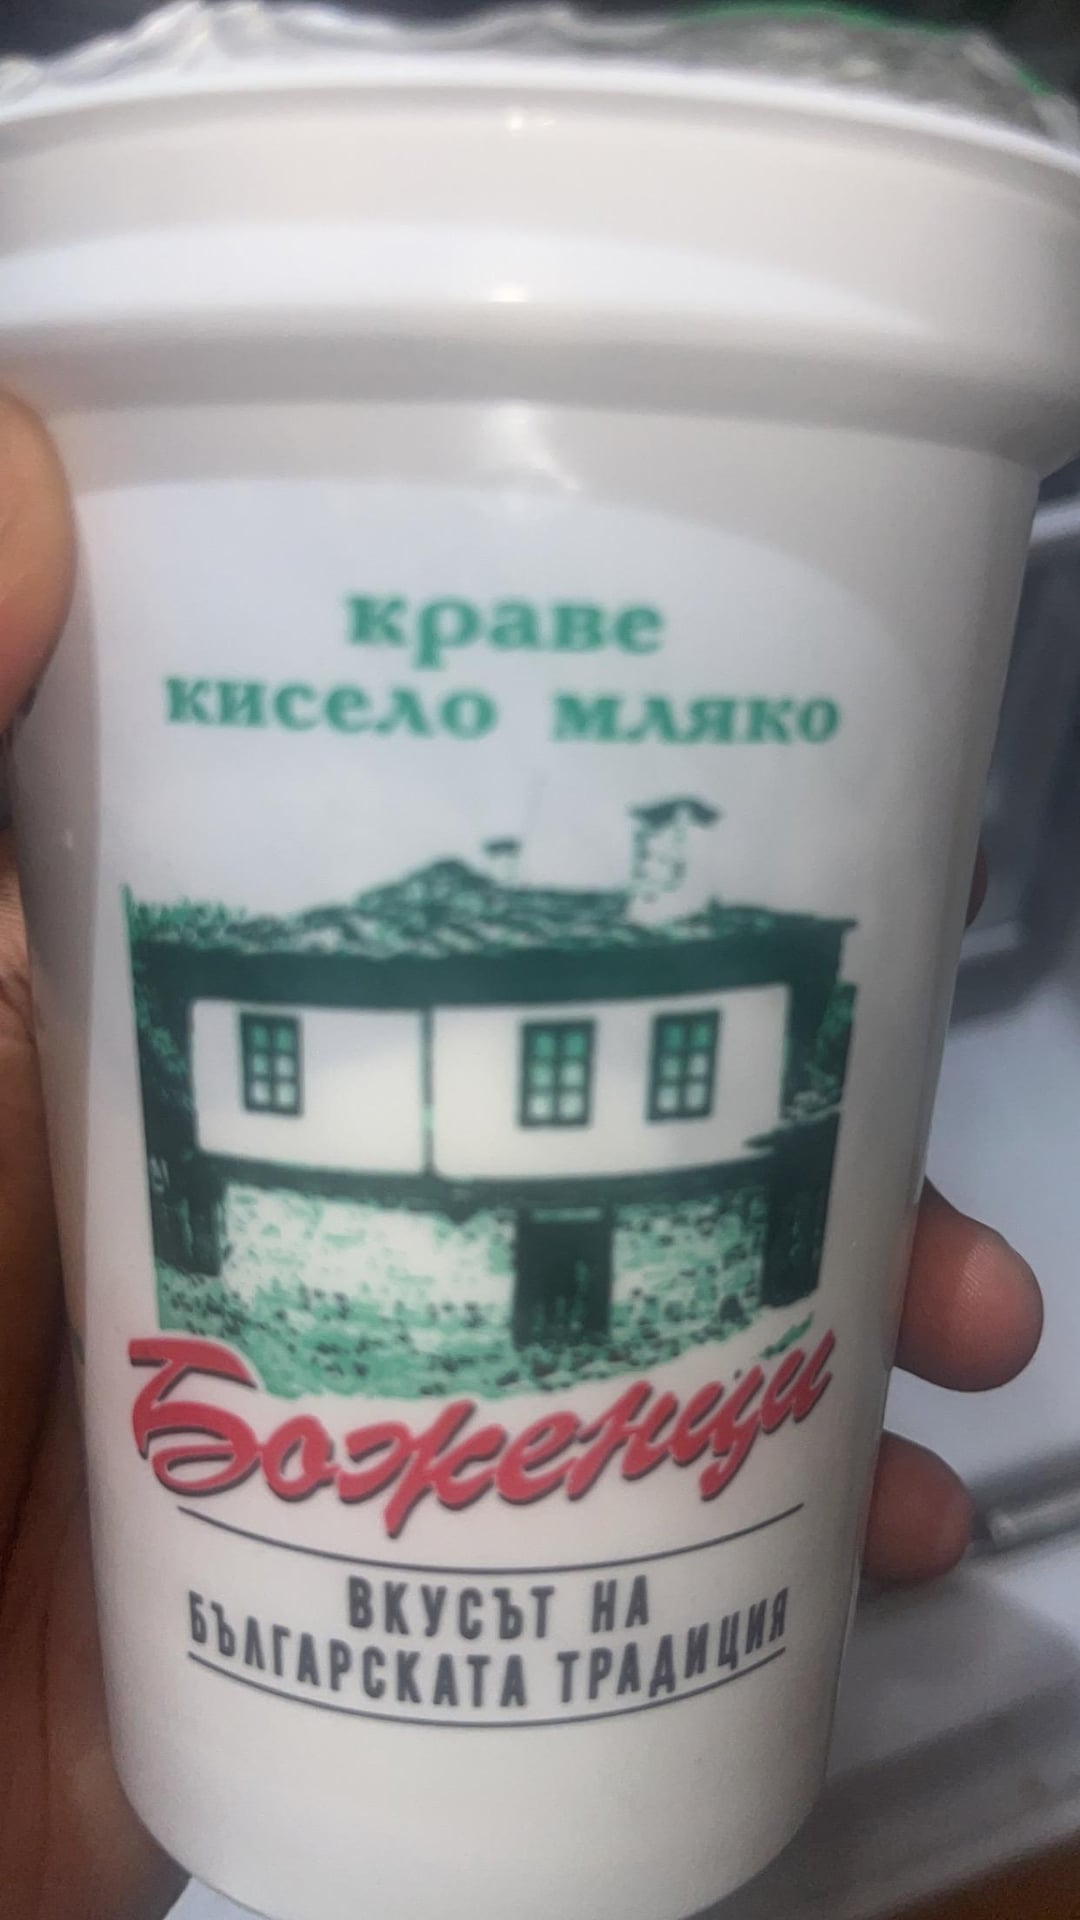 краве
кисело мляко
Боженци
ВКУСЪТ НА
БЪЛГАРСКАТА ТРАДИЦИЯ